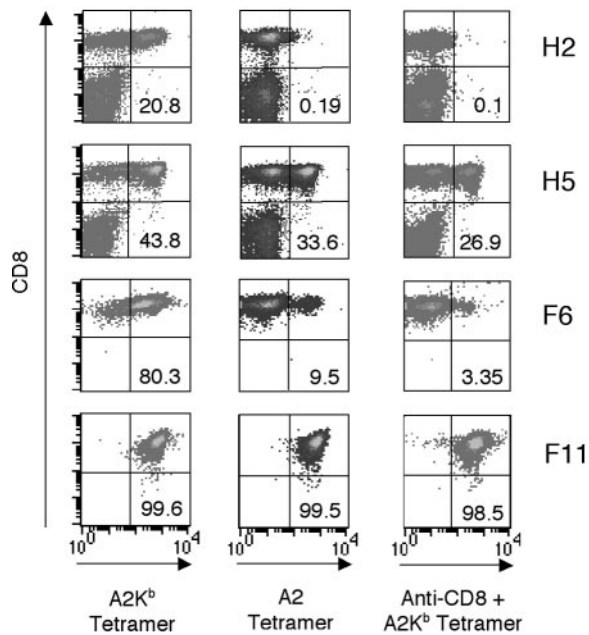 H2
20.8
0.19
0.1
H5
43.8
33.6
26.9
CD8
F6
80.3
9.5
3.35
F11
99.6
99.5
98.5
10⁰ 10⁴ 10⁰ 10⁴ 10⁰ 10⁴
A2Kᵇ A2 Anti-CD8 +
Tetramer Tetramer A2Kᵇ Tetramer